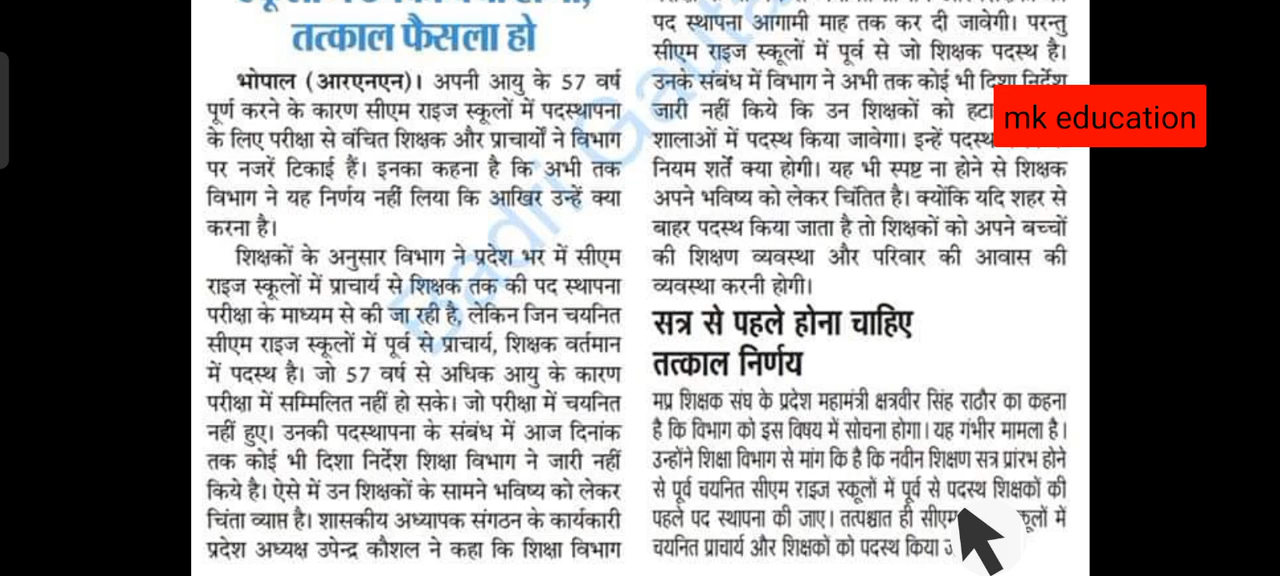 तत्काल फैसला हो
भोपाल (आरएनएन)। अपनी आयु के 57 वर्ष
पूर्ण करने के कारण सीएम राइज स्कूलों में पदस्थापना
के लिए परीक्षा से वंचित शिक्षक और प्राचार्यों ने विभाग
पर नजरें टिकाई हैं। इनका कहना है कि अभी तक
विभाग ने यह निर्णय नहीं लिया कि आखिर उन्हें क्या
करना है।
शिक्षकों के अनुसार विभाग ने प्रदेश भर में सीएम
राइज स्कूलों में प्राचार्य से शिक्षक तक की पद स्थापना
परीक्षा के माध्यम से की जा रही है, लेकिन जिन चयनित
सीएम राइज स्कूलों में पूर्व से प्राचार्य, शिक्षक वर्तमान
में पदस्थ है। जो 57 वर्ष से अधिक आयु के कारण
परीक्षा में सम्मिलित नहीं हो सके। जो परीक्षा में चयनित
नहीं हुए। उनकी पदस्थापना के संबंध में आज दिनांक
तक कोई भी दिशा निर्देश शिक्षा विभाग ने जारी नहीं
किये है। ऐसे में उन शिक्षकों के सामने भविष्य को लेकर
चिंता व्याप्त है। शासकीय अध्यापक संगठन के कार्यकारी
प्रदेश अध्यक्ष उपेन्द्र कौशल ने कहा कि शिक्षा विभाग
पद स्थापना आगामी माह तक कर दी जावेगी। परन्तु
सीएम राइज स्कूलों में पूर्व से जो शिक्षक पदस्थ है।
उनके संबंध में विभाग ने अभी तक कोई भी दिशा निर्देश
जारी नहीं किये कि उन शिक्षकों को हटा
शालाओं में पदस्थ किया जावेगा। इन्हें पदस्थ
नियम शर्तें क्या होगी। यह भी स्पष्ट ना होने से शिक्षक
अपने भविष्य को लेकर चिंतित है। क्योंकि यदि शहर से
बाहर पदस्थ किया जाता है तो शिक्षकों को अपने बच्चों
की शिक्षण व्यवस्था और परिवार की आवास की
व्यवस्था करनी होगी।
सत्र से पहले होना चाहिए
तत्काल निर्णय
मप्र शिक्षक संघ के प्रदेश महामंत्री क्षत्रवीर सिंह राठौर का कहना
है कि विभाग को इस विषय में सोचना होगा। यह गंभीर मामला है।
उन्होंने शिक्षा विभाग से मांग कि है कि नवीन शिक्षण सत्र प्रारंभ होने
से पूर्व चयनित सीएम राइज स्कूलों में पूर्व से पदस्थ शिक्षकों की
पहले पद स्थापना की जाए। तत्पश्चात ही सीएम में
चयनित प्राचार्य और शिक्षकों को पदस्थ किया
mk education
Badri Gauta